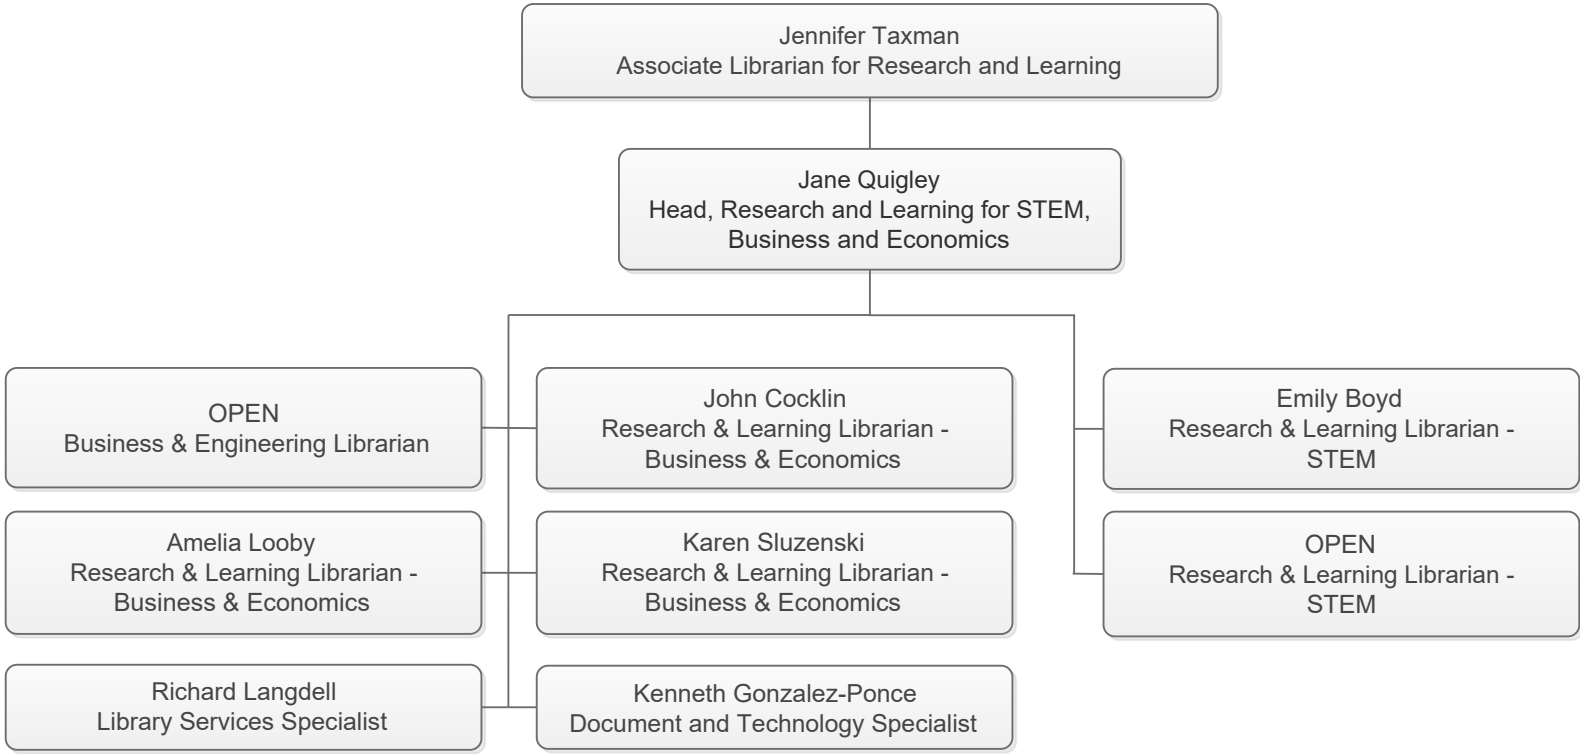 Jennifer Taxman
Associate Librarian for Research and Learning
Jane Quigley
Head, Research and Learning for STEM,
Business and Economics
OPEN
Business & Engineering Librarian
John Cocklin
Research & Learning Librarian -
Business & Economics
Emily Boyd
Research & Learning Librarian -
STEM
Amelia Looby
Research & Learning Librarian -
Business & Economics
Karen Sluzenski
Research & Learning Librarian -
Business & Economics
OPEN
Research & Learning Librarian -
STEM
Richard Langdell
Library Services Specialist
Kenneth Gonzalez-Ponce
Document and Technology Specialist